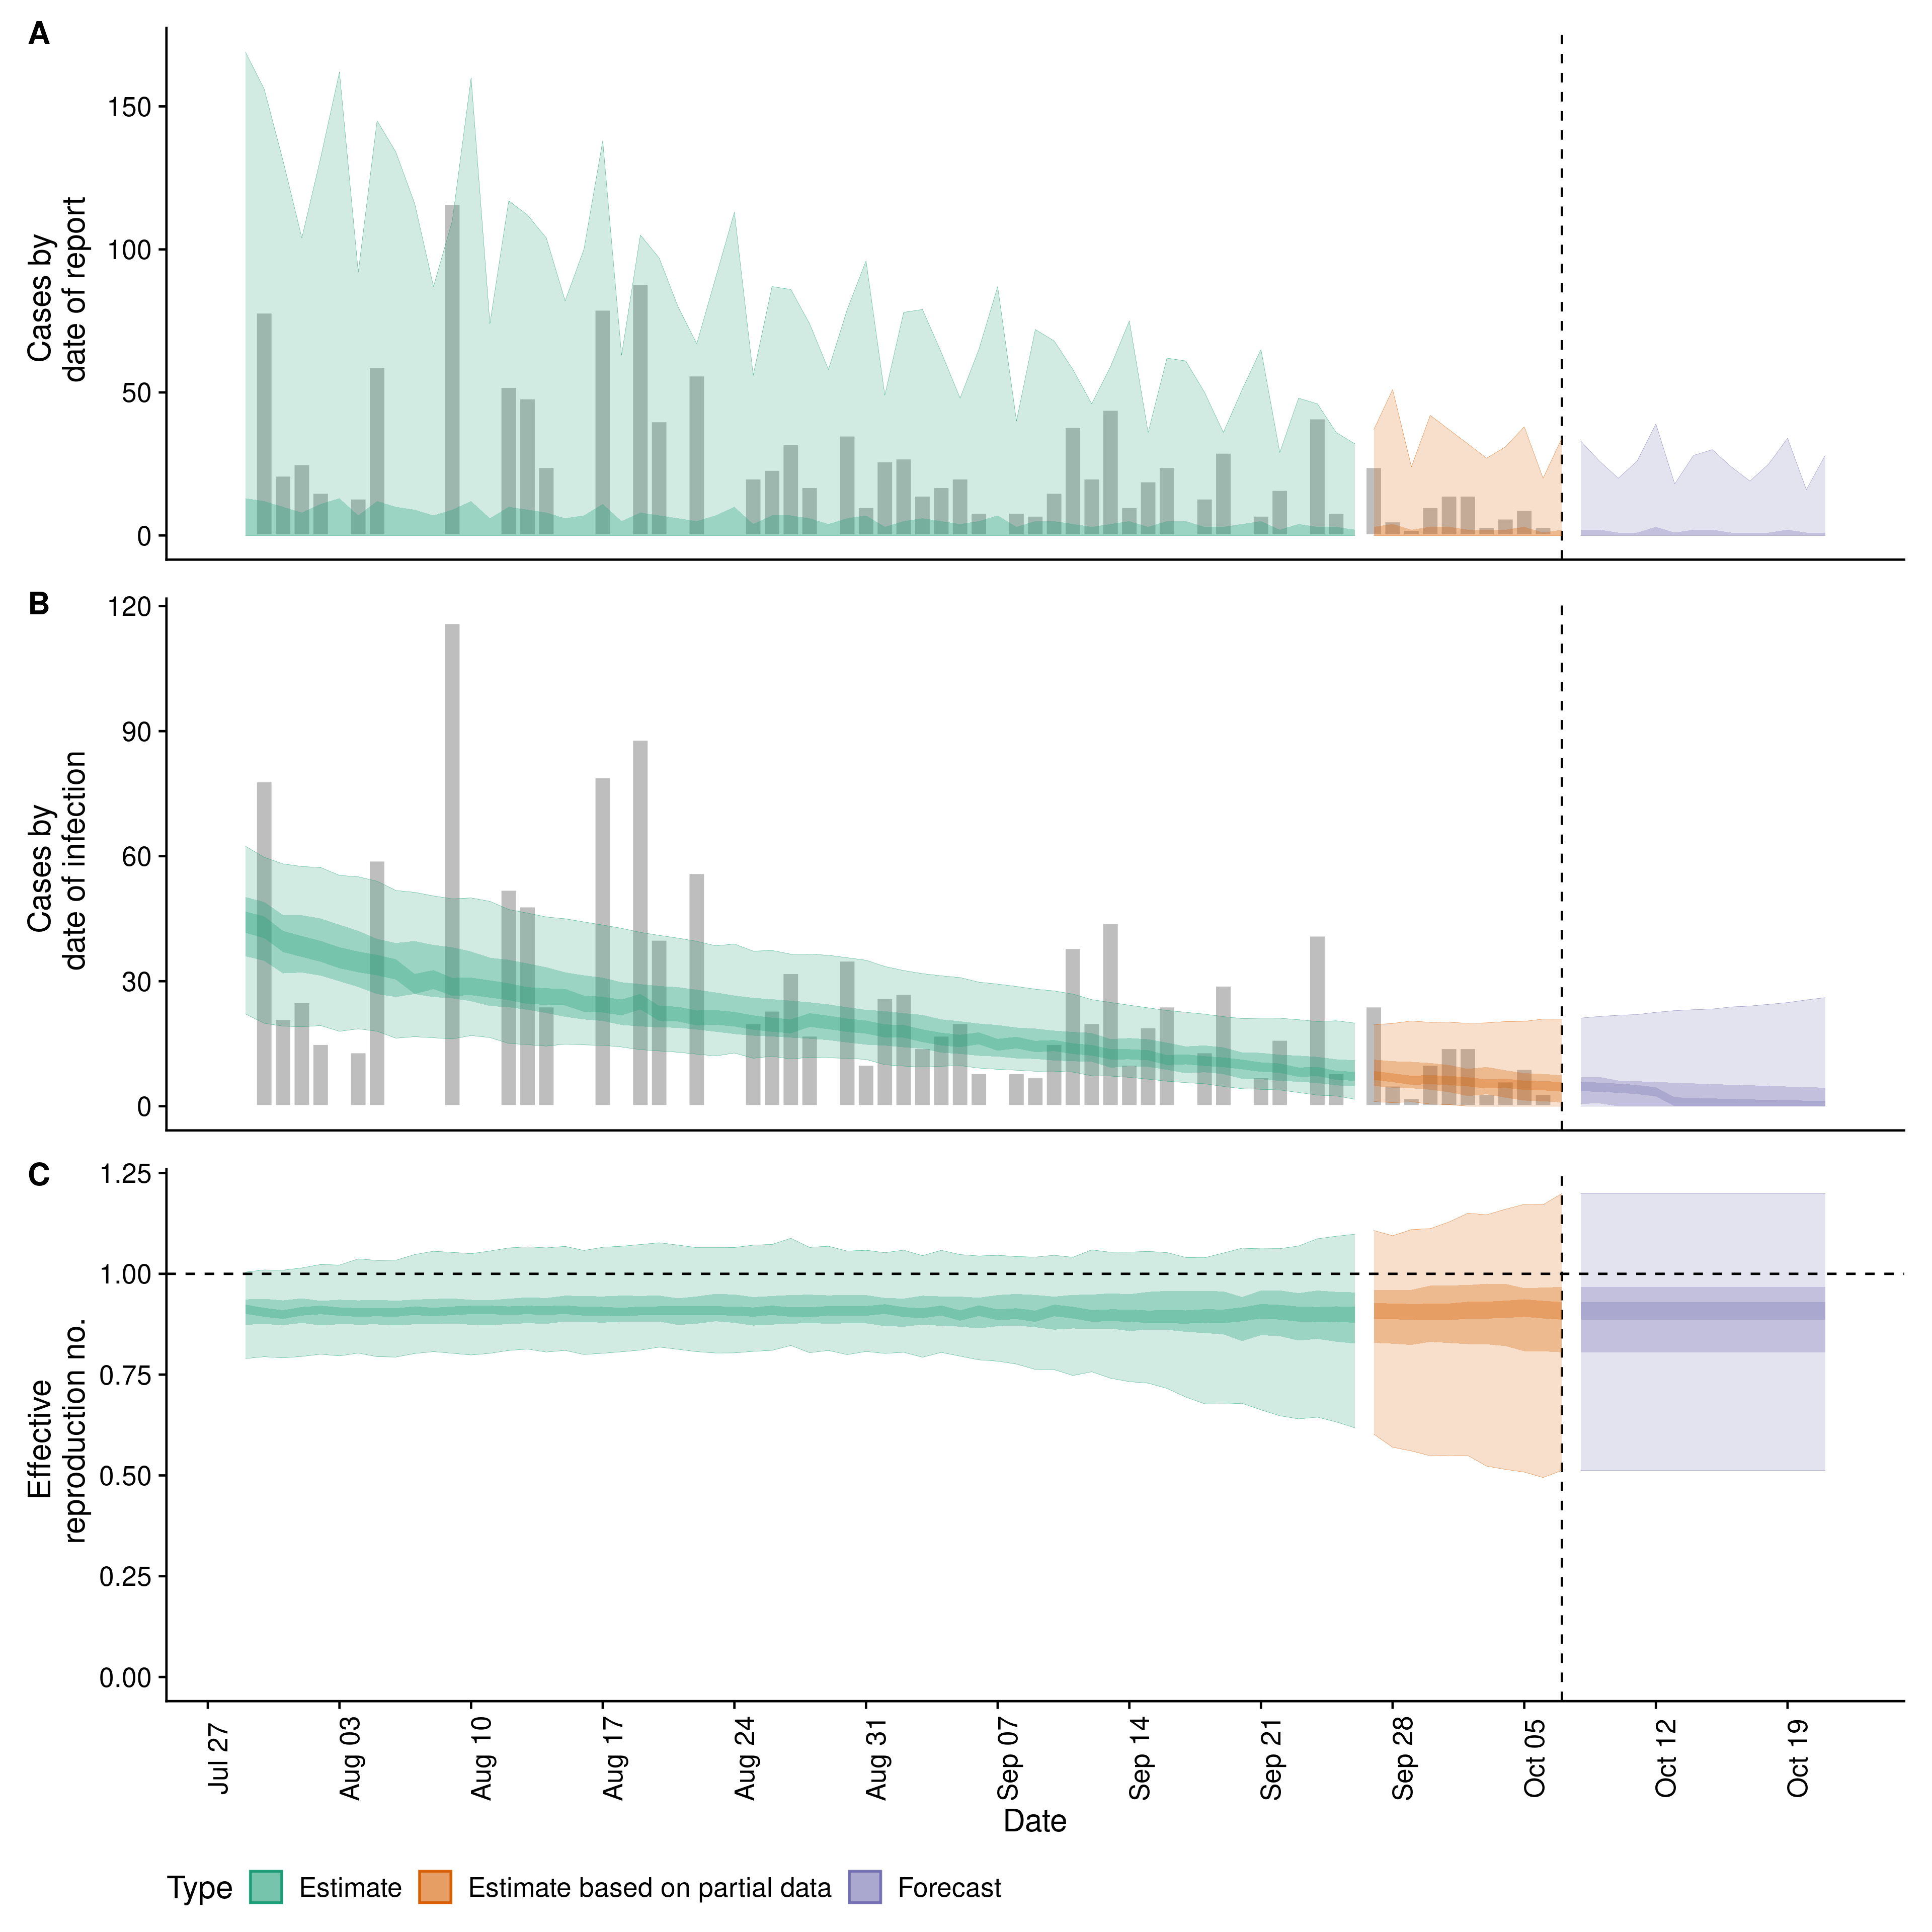 A
150
100
50
0
Cases by
date of report
B
120
90
60
30
0
Cases by
date of infection
C
1.25
1.00
0.75
0.50
0.25
0.00
Effective
reproduction no.
Jul 27
Aug 03
Aug 10
Aug 17
Aug 24
Aug 31
Sep 07
Sep 14
Sep 21
Sep 28
Oct 05
Oct 12
Oct 19
Date
Type Estimate Estimate based on partial data Forecast